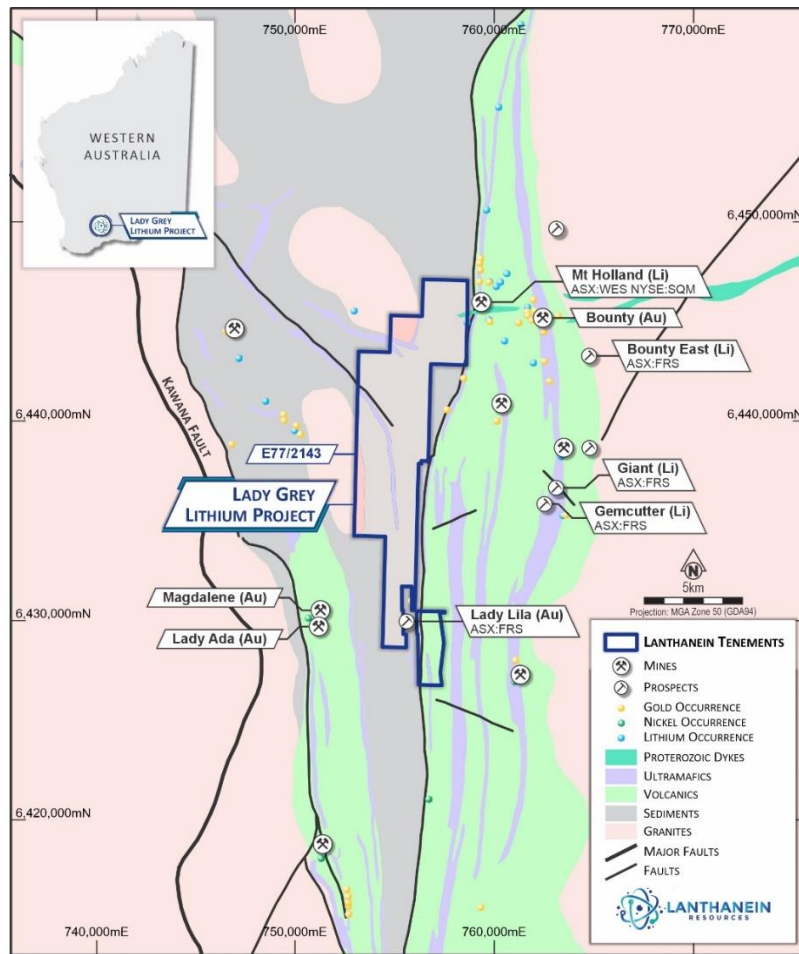 750,000mE
760,000mE
770,000mE
WESTERN
AUSTRALIA
LADY GREY
LITHIUM PROJECT
6,450,000mN
Mt Holland (Li)
ASX:WES NYSE:SQM
Bounty (Au)
Bounty East (Li)
ASX:FRS
KAWANA FAULT
6,440,000mN
6,440,000mN
E77/2143
LADY GREY
LITHIUM PROJECT
Giant (Li)
ASX:FRS
Gemcutter (Li)
ASX:FRS
N
5km
Projection: MGA Zone 50 (GDA94)
Magdalene (Au)
6,430,000mN
Lady Ada (Au)
Lady Lila (Au)
ASX:FRS
LANTHANEIN TENEMENTS
MINES
PROSPECTS
GOLD OCCURRENCE
NICKEL OCCURRENCE
LITHIUM OCCURRENCE
PROTEROZOIC DYKES
ULTRAMAFICS
VOLCANICS
SEDIMENTS
GRANITES
MAJOR FAULTS
FAULTS
LANTHANEIN
RESOURCES
6,420,000mN
740,000mE
750,000mE
760,000mE